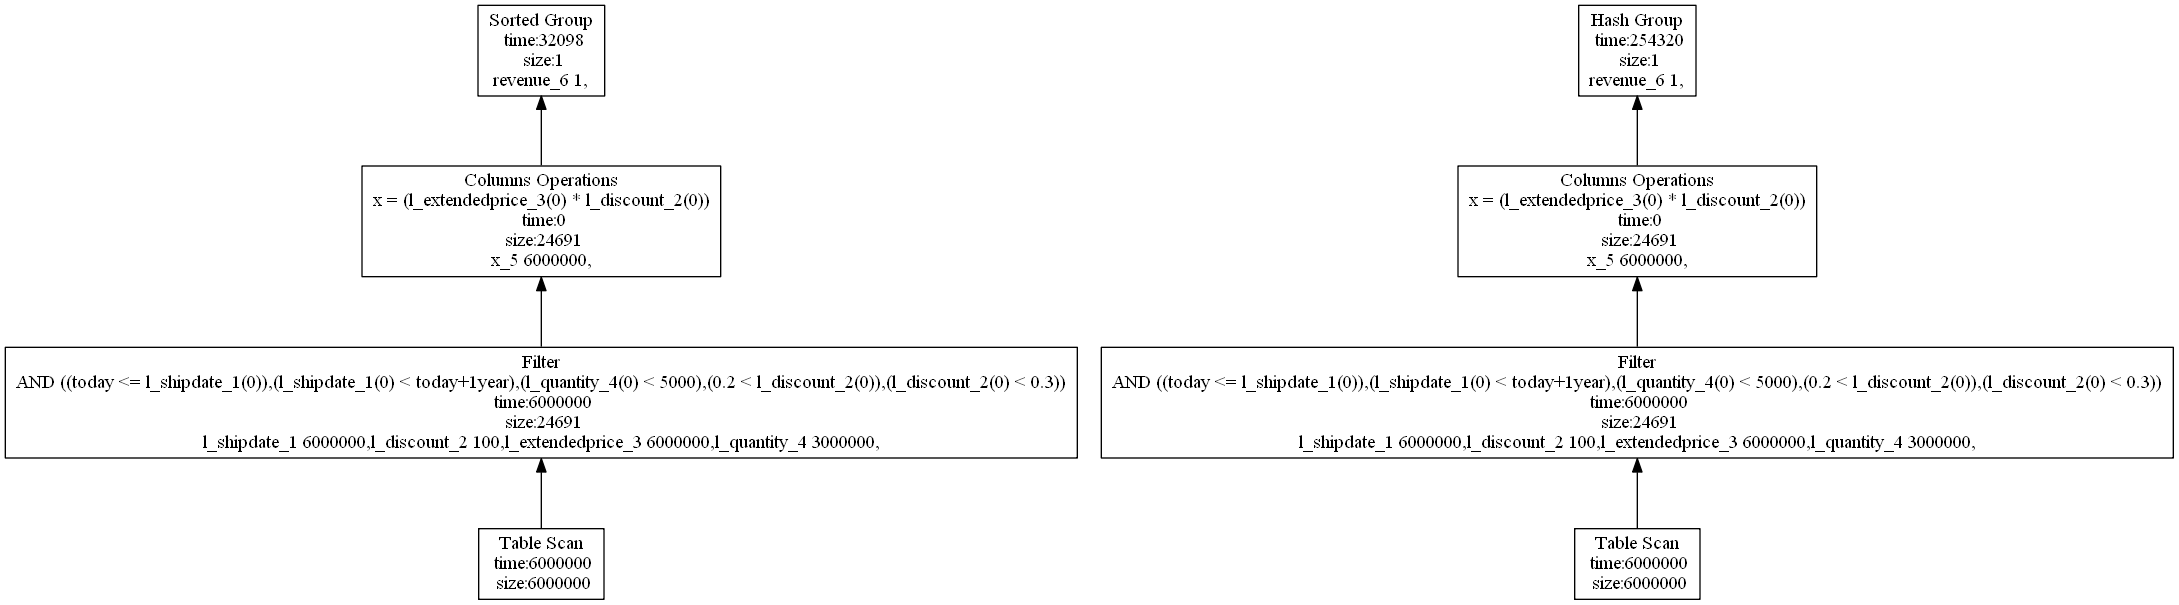 Sorted Group
time:32098
size:1
revenue_6 1,
Columns Operations
x = (l_extendedprice_3(0) * l_discount_2(0))
time:0
size:24691
x_5 6000000,
Filter
AND ((today <= l_shipdate_1(0)),(l_shipdate_1(0) < today+1year),(l_quantity_4(0) < 5000),(0.2 < l_discount_2(0)),(l_discount_2(0) < 0.3))
time:6000000
size:24691
l_shipdate_1 6000000,l_discount_2 100,l_extendedprice_3 6000000,l_quantity_4 3000000,
Table Scan
time:6000000
size:6000000
Hash Group
time:254320
size:1
revenue_6 1,
Columns Operations
x = (l_extendedprice_3(0) * l_discount_2(0))
time:0
size:24691
x_5 6000000,
Filter
AND ((today <= l_shipdate_1(0)),(l_shipdate_1(0) < today+1year),(l_quantity_4(0) < 5000),(0.2 < l_discount_2(0)),(l_discount_2(0) < 0.3))
time:6000000
size:24691
l_shipdate_1 6000000,l_discount_2 100,l_extendedprice_3 6000000,l_quantity_4 3000000,
Table Scan
time:6000000
size:6000000